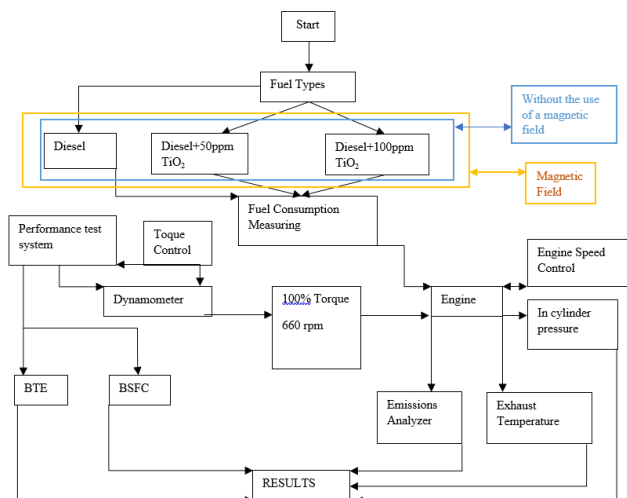 Start
Fuel Types
Without the use
of a magnetic
field
Diesel
Diesel+50ppm
TiO₂
Diesel+100ppm
TiO₂
Magnetic
Field
Fuel Consumption
Measuring
Performance test
system
Toque
Control
Engine Speed
Control
Dynamometer
100% Torque
660 rpm
Engine
In cylinder
pressure
BTE
BSFC
Emissions
Analyzer
Exhaust
Temperature
RESULTS